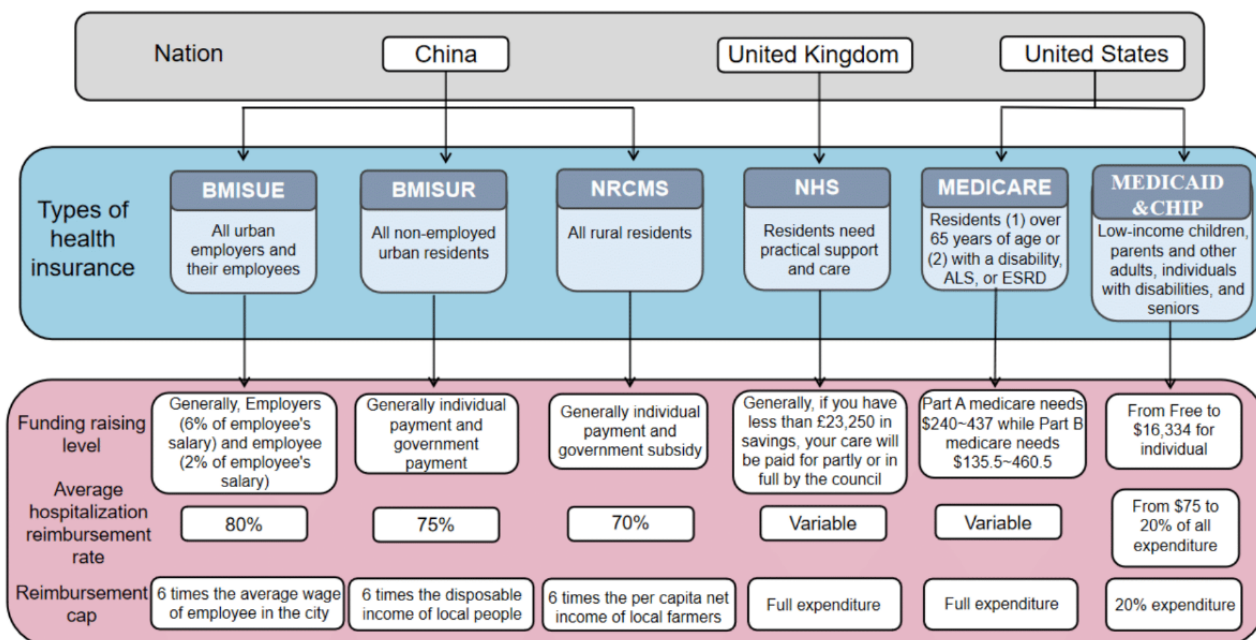 Nation
China
United Kingdom
United States
Types of
health
insurance
BMISUE
All urban
employers and
their employees
BMISUR
All non-employed
urban residents
NRCMS
All rural residents
NHS
Residents need
practical support
and care
MEDICARE
Residents (1) over
65 years of age or
(2) with a disability,
ALS, or ESRD
MEDICAID
&CHIP
Low-income children,
parents and other
adults, individuals
with disabilities, and
seniors
Funding raising
level
Generally, Employers
(6% of employee's
salary) and employee
(2% of employee's
salary)
Generally individual
payment and
government
payment
Generally individual
payment and
government subsidy
Generally, if you have
less than £23,250 in
savings, your care will
be paid for partly or in
full by the council
Part A medicare needs
$240~437 while Part B
medicare needs
$135.5~460.5
From Free to
$16,334 for
individual
Average
hospitalization
reimbursement
rate
80%
75%
70%
Variable
Variable
From $75 to
20% of all
expenditure
Reimbursement
cap
6 times the average wage
of employee in the city
6 times the disposable
income of local people
6 times the per capita net
income of local farmers
Full expenditure
Full expenditure
20% expenditure